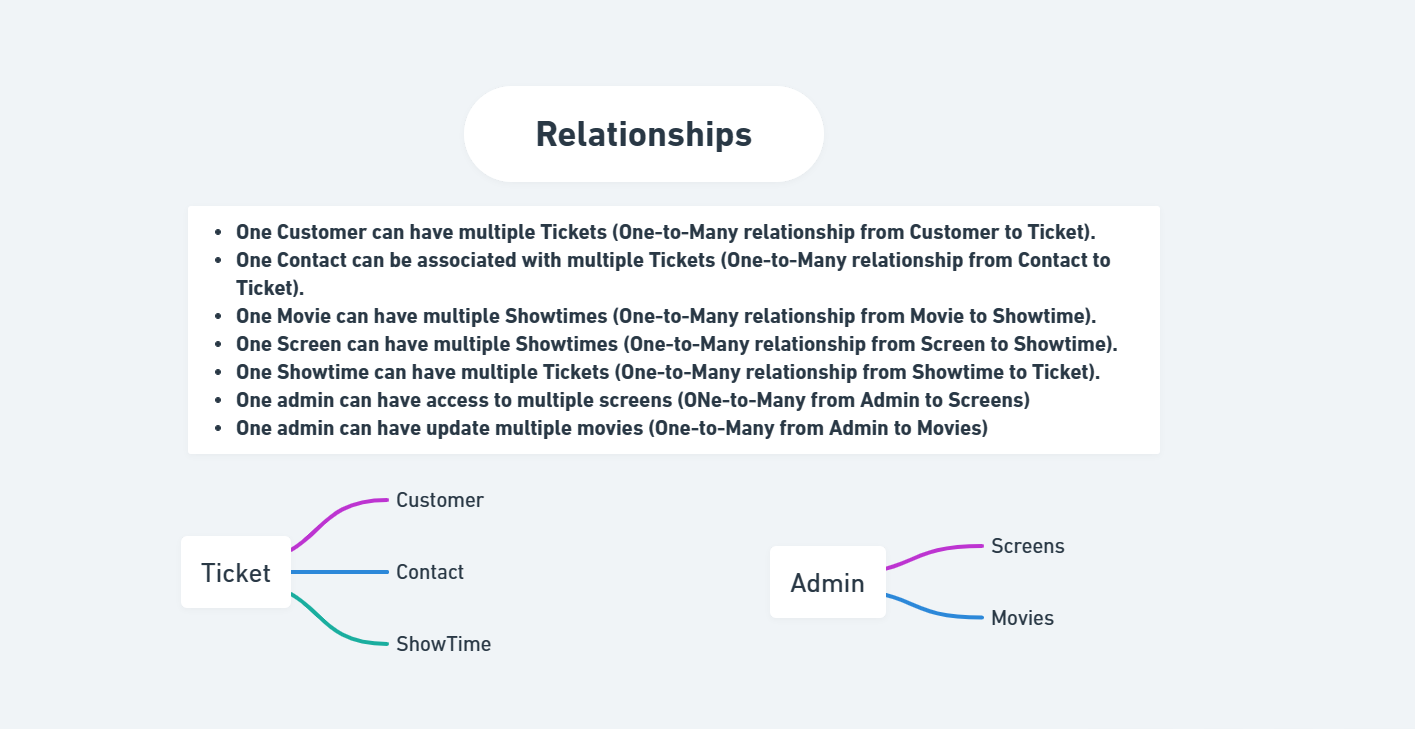 Relationships
• One Customer can have multiple Tickets (One-to-Many relationship from Customer to Ticket).
• One Contact can be associated with multiple Tickets (One-to-Many relationship from Contact to
Ticket).
• One Movie can have multiple Showtimes (One-to-Many relationship from Movie to Showtime).
• One Screen can have multiple Showtimes (One-to-Many relationship from Screen to Showtime).
• One Showtime can have multiple Tickets (One-to-Many relationship from Showtime to Ticket).
• One admin can have access to multiple screens (ONe-to-Many from Admin to Screens)
• One admin can have update multiple movies (One-to-Many from Admin to Movies)
Ticket
Customer
Contact
ShowTime
Admin
Screens
Movies